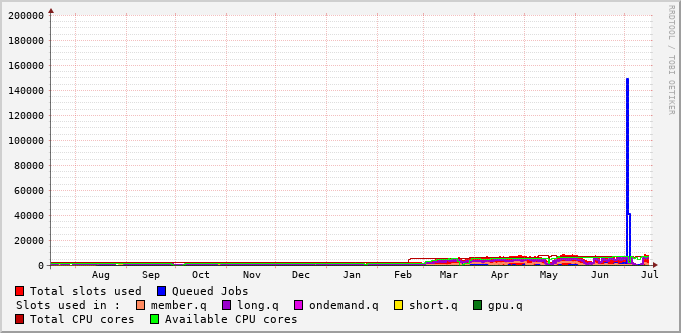 200000
180000
160000
140000
120000
100000
80000
60000
40000
20000
0
Aug Sep Oct Nov Dec Jan Feb Mar Apr May Jun Jul
Total slots used Queued Jobs
Slots used in : member.q long.q ondemand.q short.q gpu.q
Total CPU cores Available CPU cores
RRDTOOL / TOBI OETIKER